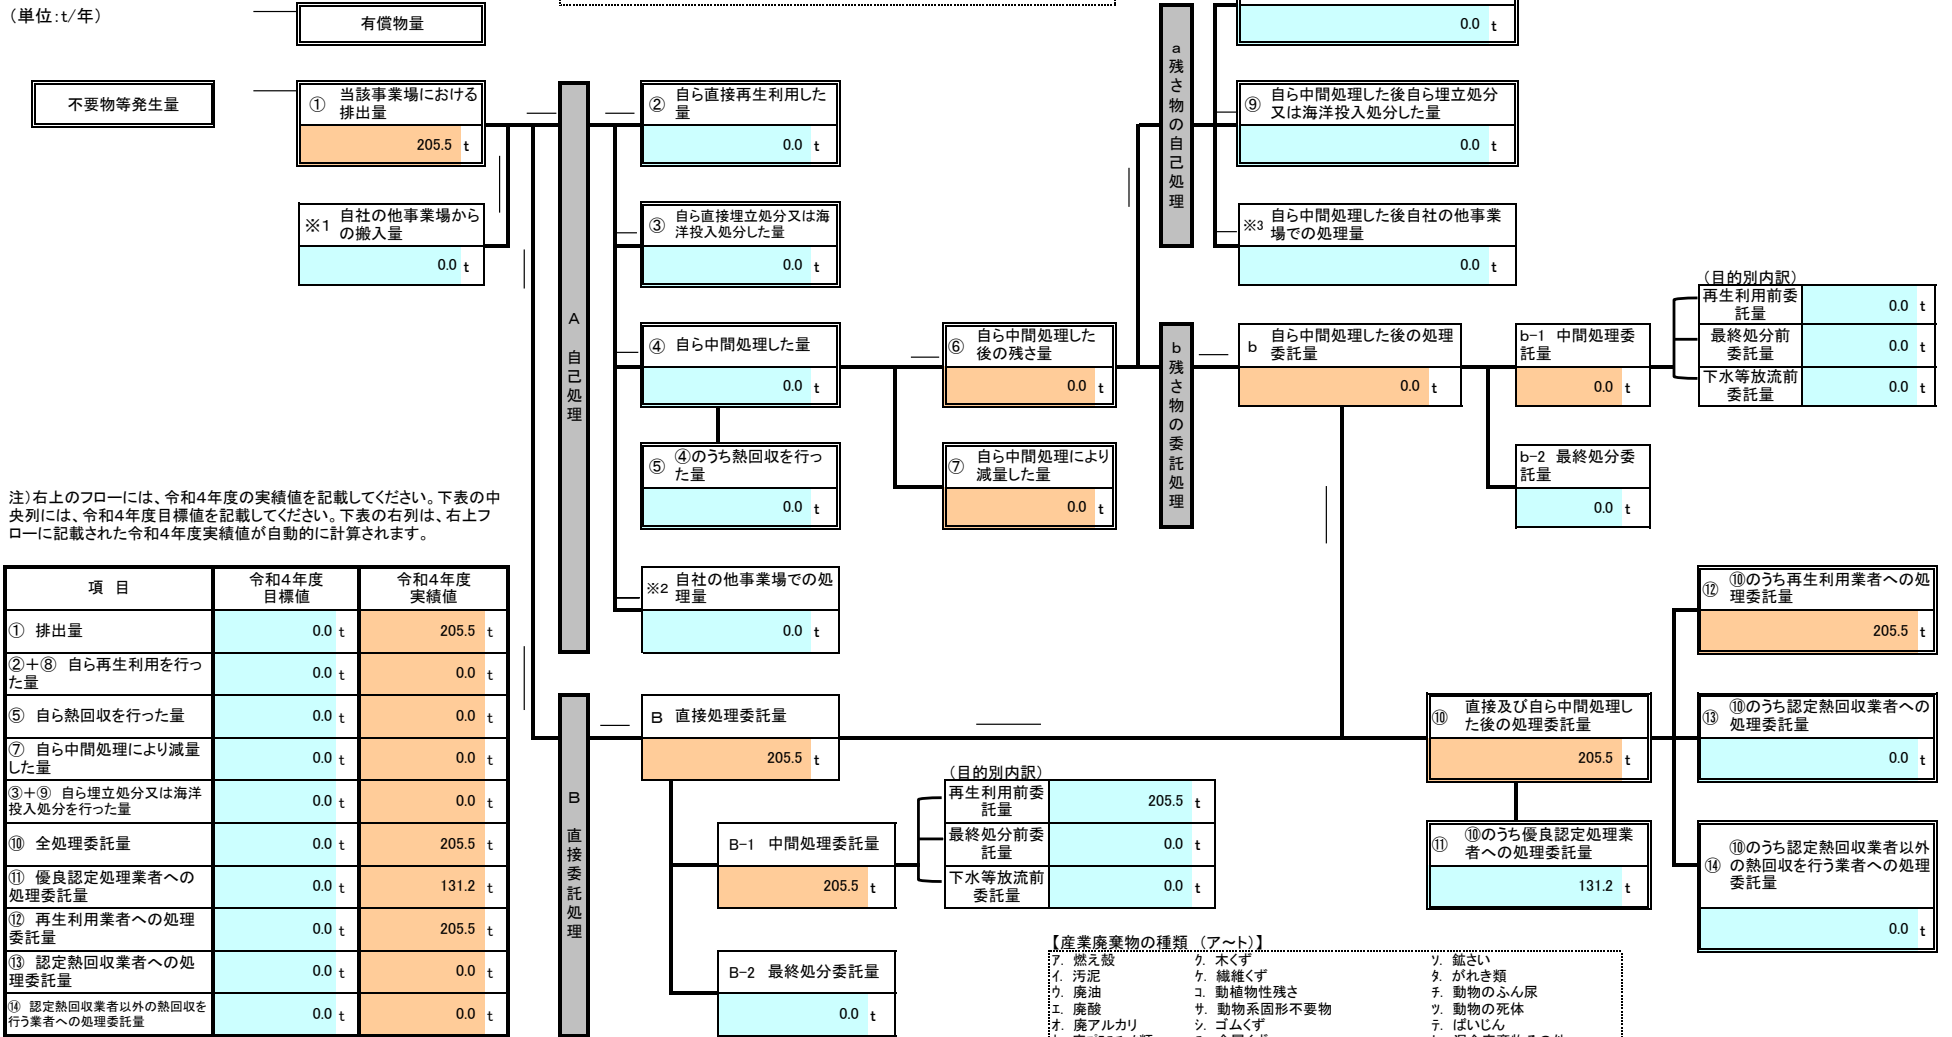 （単位：t/年）
有償物量
0.0 t
不要物等発生量
① 当該事業場における
排出量
205.5 t
※1 自社の他事業場から
の搬入量
0.0 t
A 自己処理
② 自ら直接再生利用した
量
0.0 t
③ 自ら直接埋立処分又は海
洋投入処分した量
0.0 t
④ 自ら中間処理した量
0.0 t
⑤ ④のうち熱回収を行っ
た量
0.0 t
※2 自社の他事業場での処
理量
0.0 t
⑥ 自ら中間処理した
後の残さ量
0.0 t
⑦ 自ら中間処理により
減量した量
0.0 t
a 残さ物の自己処理
⑨ 自ら中間処理した後自ら埋立処分
又は海洋投入処分した量
0.0 t
※3 自ら中間処理した後自社の他事業
場での処理量
0.0 t
b 残さ物の委託処理
b 自ら中間処理した後の処理
委託量
0.0 t
b-1 中間処理委
託量
0.0 t
b-2 最終処分委
託量
0.0 t
（目的別内訳）
再生利用前委
託量
0.0 t
最終処分前
委託量
0.0 t
下水等放流前
委託量
0.0 t
注）右上のフローには、令和4年度の実績値を記載してください。下表の中
央列には、令和4年度目標値を記載してください。下表の右列は、右上フ
ローに記載された令和4年度実績値が自動的に計算されます。
項 目 令和4年度
目標値 令和4年度
実績値
① 排出量 0.0 t 205.5 t
②＋⑧ 自ら再生利用を行っ
た量 0.0 t 0.0 t
⑤ 自ら熱回収を行った量 0.0 t 0.0 t
⑦ 自ら中間処理により減量
した量 0.0 t 0.0 t
③＋⑨ 自ら埋立処分又は海洋
投入処分を行った量 0.0 t 0.0 t
⑩ 全処理委託量 0.0 t 205.5 t
⑪ 優良認定処理業者への
処理委託量 0.0 t 131.2 t
⑫ 再生利用業者への処理
委託量 0.0 t 205.5 t
⑬ 認定熱回収業者への処
理委託量 0.0 t 0.0 t
⑭ 認定熱回収業者以外の熱回収を
行う業者への処理委託量 0.0 t 0.0 t
B 直接委託処理
B 直接処理委託量
205.5 t
B-1 中間処理委託量
205.5 t
B-2 最終処分委託量
0.0 t
（目的別内訳）
再生利用前委
託量
205.5 t
最終処分前委
託量
0.0 t
下水等放流前
委託量
0.0 t
⑩ 直接及び自ら中間処理し
た後の処理委託量
205.5 t
⑪ ⑩のうち優良認定処理業
者への処理委託量
131.2 t
⑫ ⑩のうち再生利用業者への処
理委託量
205.5 t
⑬ ⑩のうち認定熱回収業者への
処理委託量
0.0 t
⑭ ⑩のうち認定熱回収業者以外
の熱回収を行う業者への処理
委託量
0.0 t
【産業廃棄物の種類 （ア～ト）】
ア. 燃え殻 ク. 木くず ソ. 鉱さい
イ. 汚泥 ケ. 繊維くず タ. がれき類
ウ. 廃油 コ. 動植物性残さ チ. 動物のふん尿
エ. 廃酸 サ. 動物系固形不要物 ツ. 動物の死体
オ. 廃アルカリ シ. ゴムくず テ. ばいじん